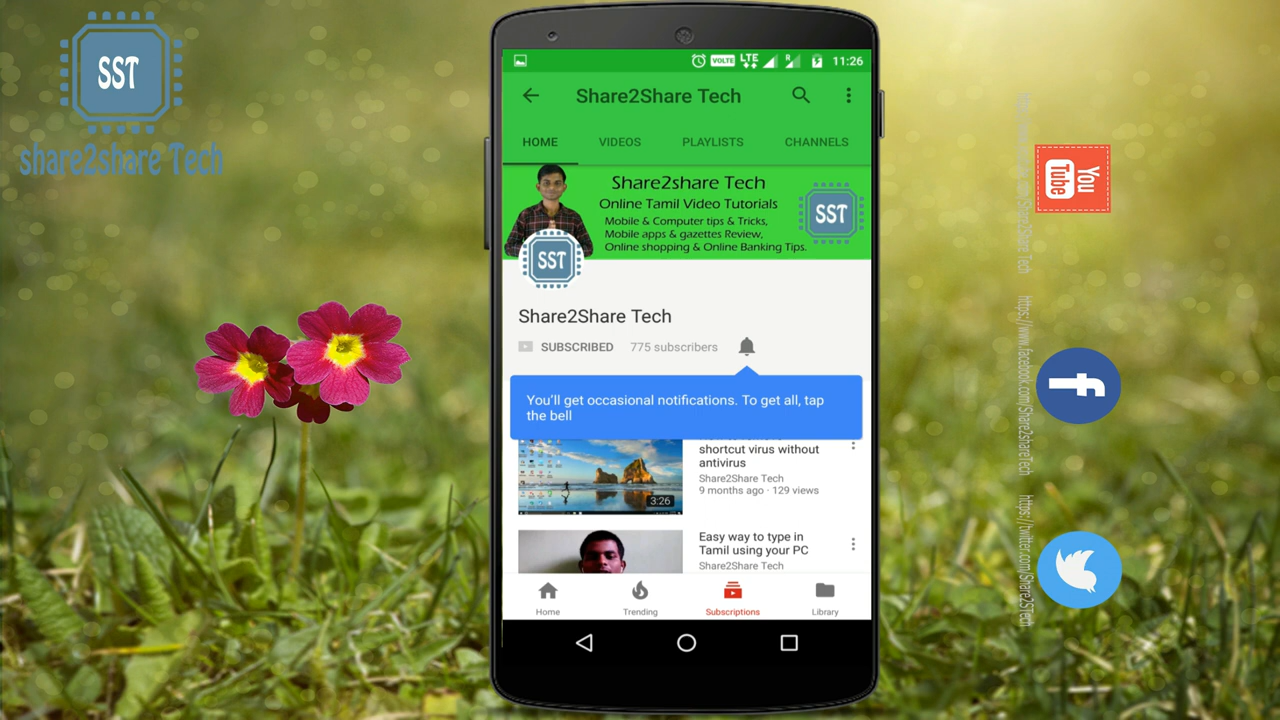 SST
share2share Tech
VOLTE
LTE
R
11:26
Share2Share Tech
HOME
VIDEOS
PLAYLISTS
CHANNELS
Share2share Tech
Online Tamil Video Tutorials
Mobile & Computer tips & Tricks,
Mobile apps & gazettes Review,
Online shopping & Online Banking Tips.
SST
SST
Share2Share Tech
SUBSCRIBED
775 subscribers
You'll get occasional notifications. To get all, tap
the bell
shortcut virus without
antivirus
Share2Share Tech
9 months ago · 129 views
3:26
Easy way to type in
Tamil using your PC
Share2Share Tech
Home
Trending
Subscriptions
Library
You
Tube
https://www.facebook.com/Share2shareTech
f
https://twitter.com/Share2STech